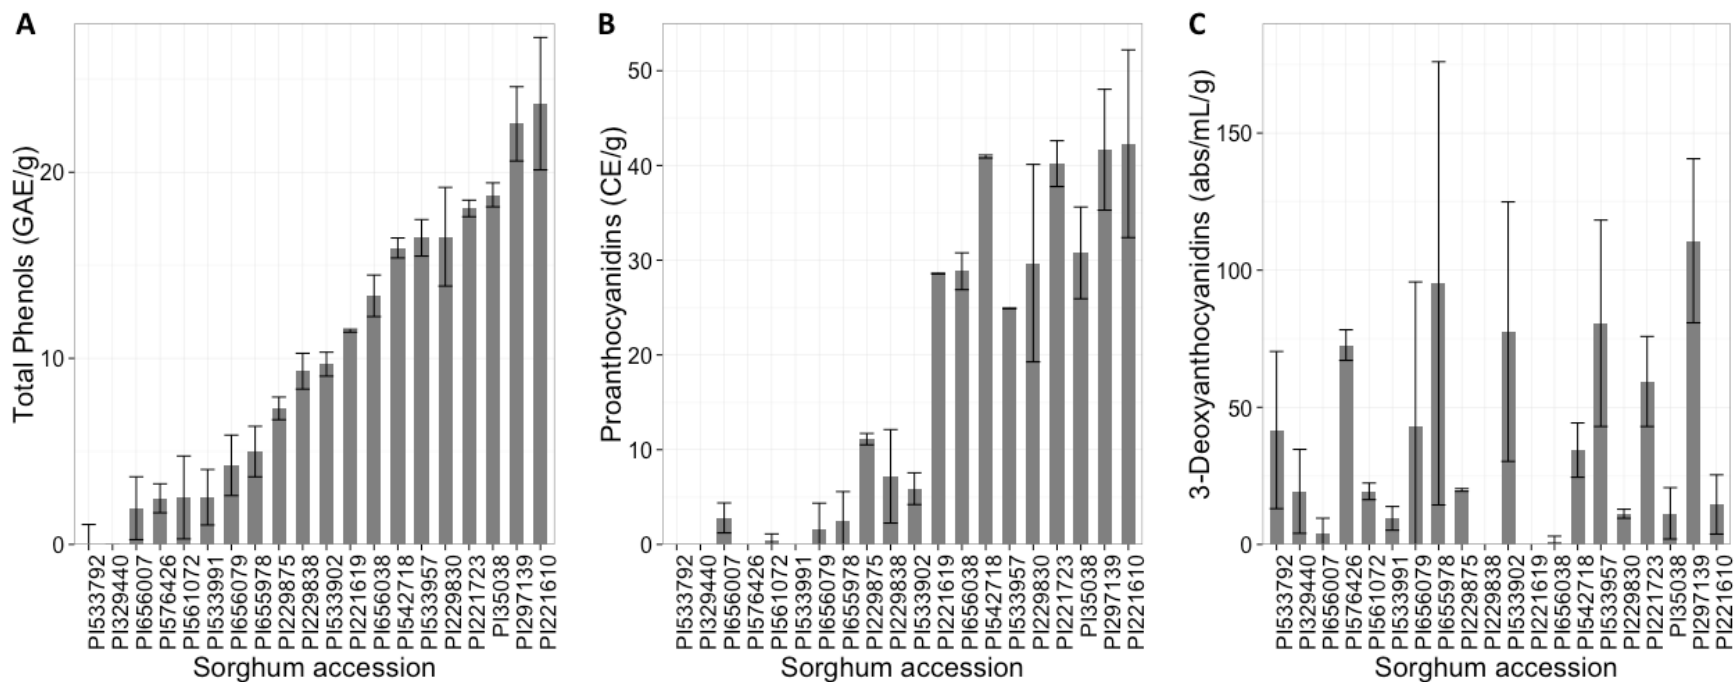 A
Total Phenols (GAE/g)
20
10
0
PI533792
PI329440
PI656007
PI576426
PI561072
PI533991
PI656079
PI655978
PI229875
PI229838
PI533902
PI221619
PI656038
PI542718
PI533957
PI229830
PI221723
PI35038
PI297139
PI221610
Sorghum accession
B
Proanthocyanidins (CE/g)
50
40
30
20
10
0
PI533792
PI329440
PI656007
PI576426
PI561072
PI533991
PI656079
PI655978
PI229875
PI229838
PI533902
PI221619
PI656038
PI542718
PI533957
PI229830
PI221723
PI35038
PI297139
PI221610
Sorghum accession
C
3-Deoxyanthocyanidins (abs/mL/g)
150
100
50
0
PI533792
PI329440
PI656007
PI576426
PI561072
PI533991
PI656079
PI655978
PI229875
PI229838
PI533902
PI221619
PI656038
PI542718
PI533957
PI229830
PI221723
PI35038
PI297139
PI221610
Sorghum accession